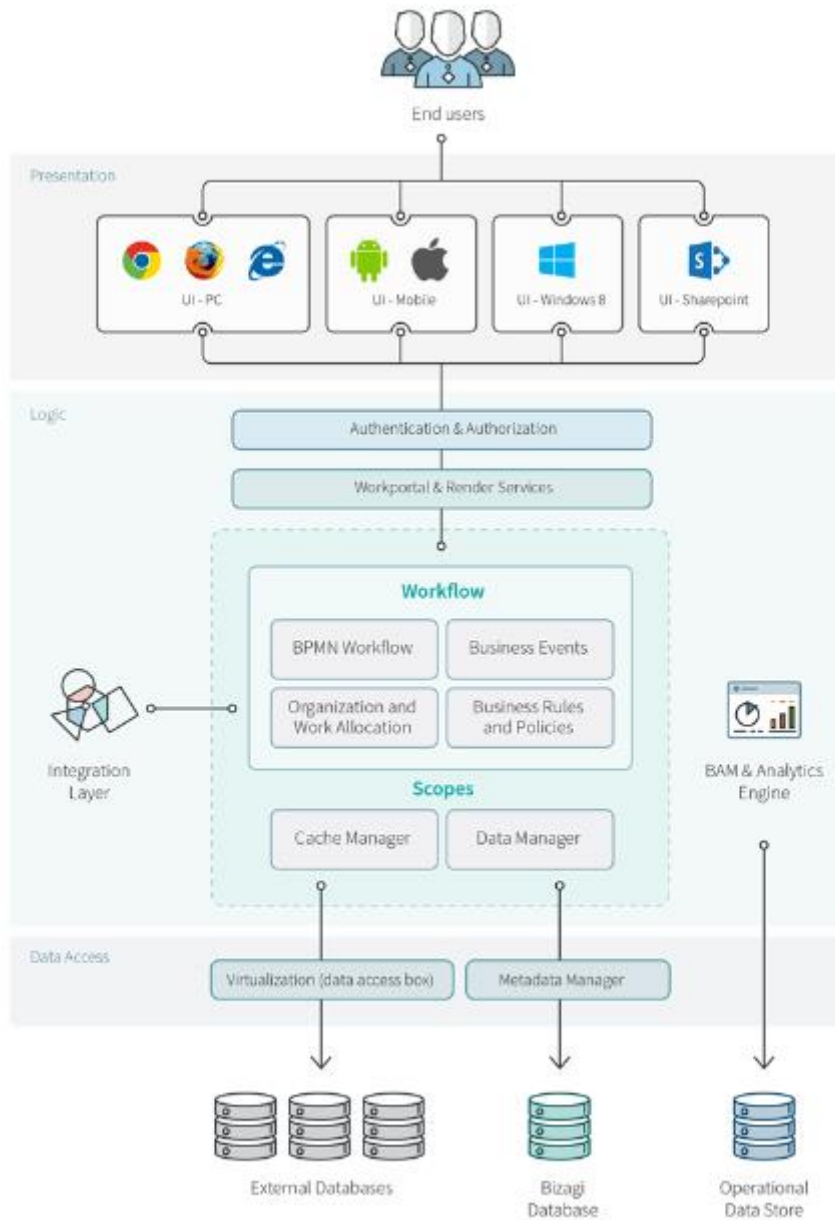 End users
Presentation
UI - PC
UI - Mobile
UI - Windows 8
S
UI - Sharepoint
Logic
Authentication & Authorization
Workportal & Render Services
Workflow
BPMN Workflow
Business Events
Organization and
Work Allocation
Business Rules
and Policies
Integration
Layer
BAM & Analytics
Engine
Scopes
Cache Manager
Data Manager
Data Access
Virtualization (data access box)
Metadata Manager
External Databases
Bizagi
Database
Operational
Data Store